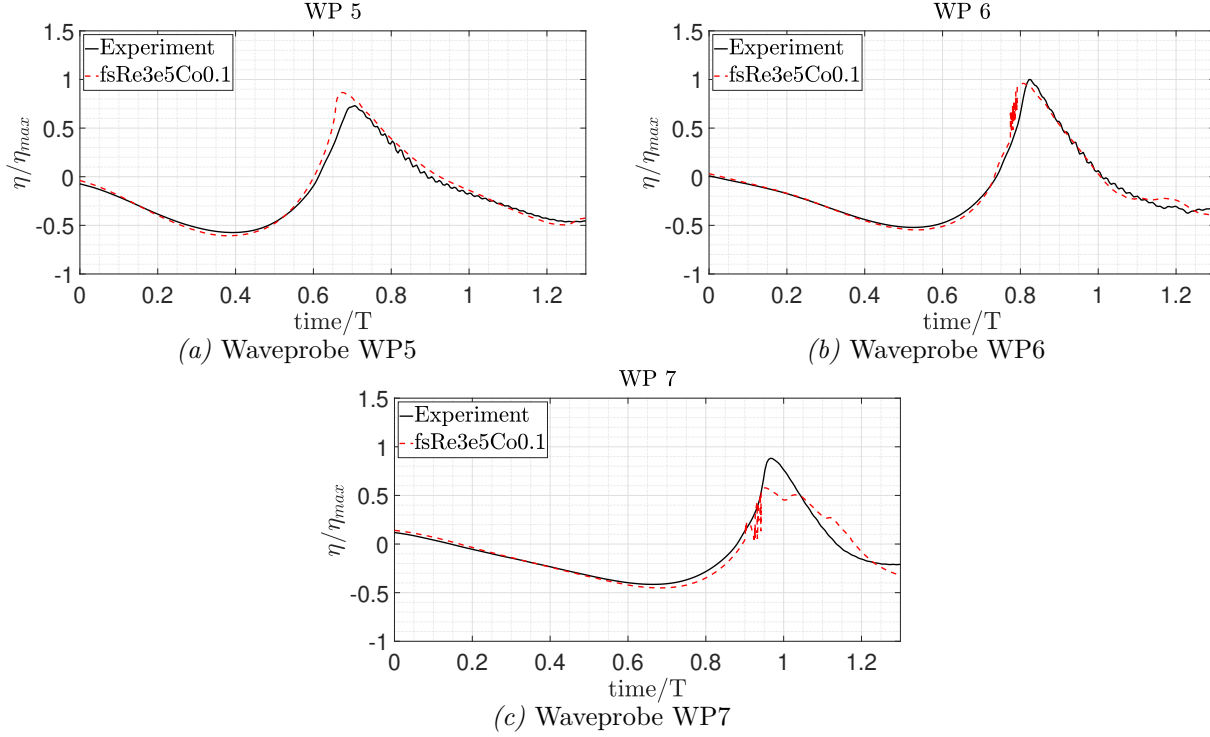 WP 5
1.5
1
0.5
0
-0.5
-1
η/η_max
Experiment
fsRe3e5Co0.1
0 0.2 0.4 0.6 0.8 1 1.2
time/T
(a) Waveprobe WP5
WP 6
1.5
1
0.5
0
-0.5
-1
η/η_max
Experiment
fsRe3e5Co0.1
0 0.2 0.4 0.6 0.8 1 1.2
time/T
(b) Waveprobe WP6
WP 7
1.5
1
0.5
0
-0.5
-1
η/η_max
Experiment
fsRe3e5Co0.1
0 0.2 0.4 0.6 0.8 1 1.2
time/T
(c) Waveprobe WP7